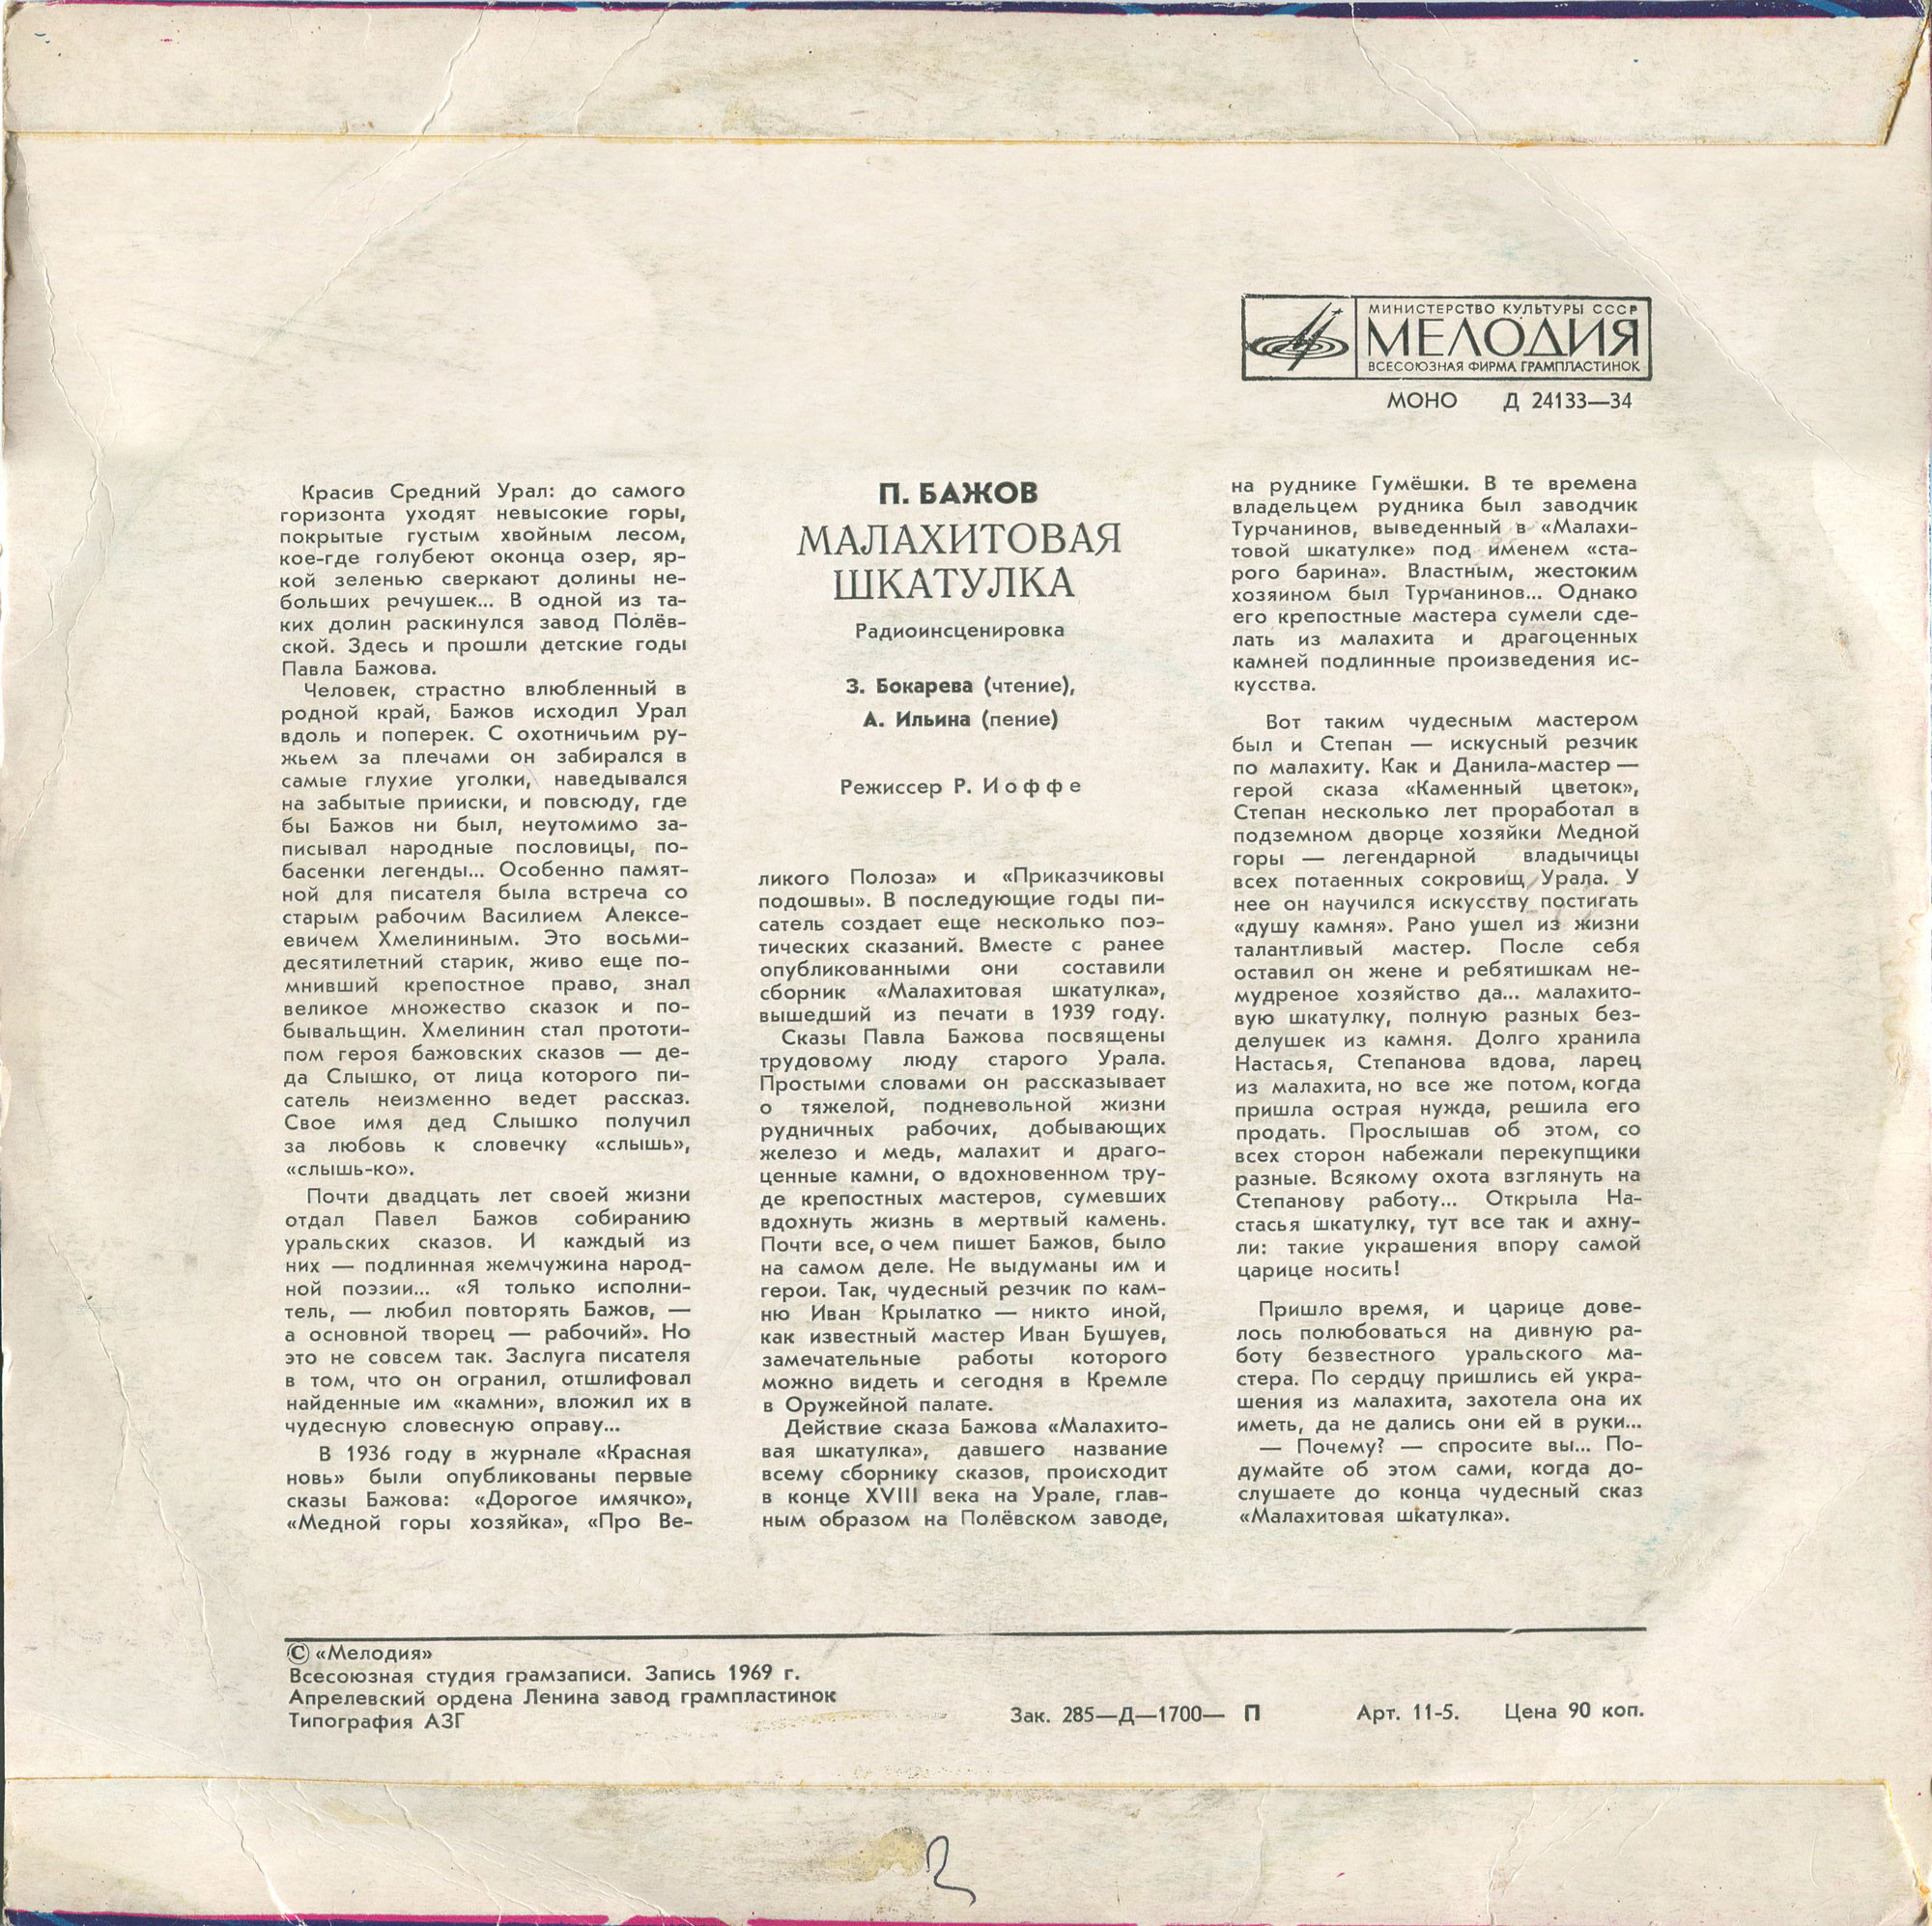 МИНИСТЕРСТВО КУЛЬТУРЫ СССР
МЕЛОДИЯ
ВСЕСОЮЗНАЯ ФИРМА ГРАМПЛАСТИНОК
МОНО Д 24133—34
Красив Средний Урал: до самого
горизонта уходят невысокие горы,
покрытые густым хвойным лесом,
кое-где голубеют оконца озер, яр-
кой зеленью сверкают долины не-
больших речушек... В одной из та-
ких долин раскинулся завод Полёв-
ской. Здесь и прошли детские годы
Павла Бажова.
Человек, страстно влюбленный в
родной край, Бажов исходил Урал
вдоль и поперек. С охотничьим ру-
жьем за плечами он забирался в
самые глухие уголки, наведывался
на забытые прииски, и повсюду, где
бы Бажов ни был, неутомимо за-
писывал народные пословицы, по-
басенки легенды... Особенно памят-
ной для писателя была встреча со
старым рабочим Василием Алексе-
евичем Хмелининым. Это восьми-
десятилетний старик, живо еще по-
мнивший крепостное право, знал
великое множество сказок и по-
бывальщин. Хмелинин стал прототи-
пом героя бажовских сказов — де-
да Слышко, от лица которого пи-
сатель неизменно ведет рассказ.
Свое имя дед Слышко получил
за любовь к словечку «слышь»,
«слышь-ко».
Почти двадцать лет своей жизни
отдал Павел Бажов собиранию
уральских сказов. И каждый из
них — подлинная жемчужина народ-
ной поэзии... «Я только исполни-
тель, — любил повторять Бажов, —
а основной творец — рабочий». Но
это не совсем так. Заслуга писателя
в том, что он огранил, отшлифовал
найденные им «камни», вложил их в
чудесную словесную оправу...
В 1936 году в журнале «Красная
новь» были опубликованы первые
сказы Бажова: «Дорогое имячко»,
«Медной горы хозяйка», «Про Ве-
П. БАЖОВ
МАЛАХИТОВАЯ
ШКАТУЛКА
Радиоинсценировка
З. Бокарева (чтение),
А. Ильина (пение)
Режиссер Р. Иоффе
ликого Полоза» и «Приказчиковы
подошвы». В последующие годы пи-
сатель создает еще несколько поэ-
тических сказаний. Вместе с ранее
опубликованными они составили
сборник «Малахитовая шкатулка»,
вышедший из печати в 1939 году.
Сказы Павла Бажова посвящены
трудовому люду старого Урала.
Простыми словами он рассказывает
о тяжелой, подневольной жизни
рудничных рабочих, добывающих
железо и медь, малахит и драго-
ценные камни, о вдохновенном тру-
де крепостных мастеров, сумевших
вдохнуть жизнь в мертвый камень.
Почти все, о чем пишет Бажов, было
на самом деле. Не выдуманы им и
герои. Так, чудесный резчик по кам-
ню Иван Крылатко — никто иной,
как известный мастер Иван Бушуев,
замечательные работы которого
можно видеть и сегодня в Кремле
в Оружейной палате.
Действие сказа Бажова «Малахито-
вая шкатулка», давшего название
всему сборнику сказов, происходит
в конце XVIII века на Урале, глав-
ным образом на Полёвском заводе,
на руднике Гумёшки. В те времена
владельцем рудника был заводчик
Турчанинов, выведенный в «Малахи-
товой шкатулке» под именем «ста-
рого барина». Властным, жестоким
хозяином был Турчанинов... Однако
его крепостные мастера сумели сде-
лать из малахита и драгоценных
камней подлинные произведения ис-
кусства.
Вот таким чудесным мастером
был и Степан — искусный резчик
по малахиту. Как и Данила-мастер —
герой сказа «Каменный цветок»,
Степан несколько лет проработал в
подземном дворце хозяйки Медной
горы — легендарной владычицы
всех потаенных сокровищ Урала. У
нее он научился искусству постигать
«душу камня». Рано ушел из жизни
талантливый мастер. После себя
оставил он жене и ребятишкам не-
мудреное хозяйство да... малахито-
вую шкатулку, полную разных без-
делушек из камня. Долго хранила
Настасья, Степанова вдова, ларец
из малахита, но все же потом, когда
пришла острая нужда, решила его
продать. Прослышав об этом, со
всех сторон набежали перекупщики
разные. Всякому охота взглянуть на
Степанову работу... Открыла На-
стасья шкатулку, тут все так и ахну-
ли: такие украшения впору самой
царице носить!
Пришло время, и царице дове-
лось полюбоваться на дивную ра-
боту безвестного уральского ма-
стера. По сердцу пришлись ей укра-
шения из малахита, захотела она их
иметь, да не дались они ей в руки...
— Почему? — спросите вы... По-
думайте об этом сами, когда до-
слушаете до конца чудесный сказ
«Малахитовая шкатулка».
© «Мелодия»
Всесоюзная студия грамзаписи. Запись 1969 г.
Апрелевский ордена Ленина завод грампластинок
Типография АЗГ
Зак. 285—Д—1700— П Арт. 11-5. Цена 90 коп.